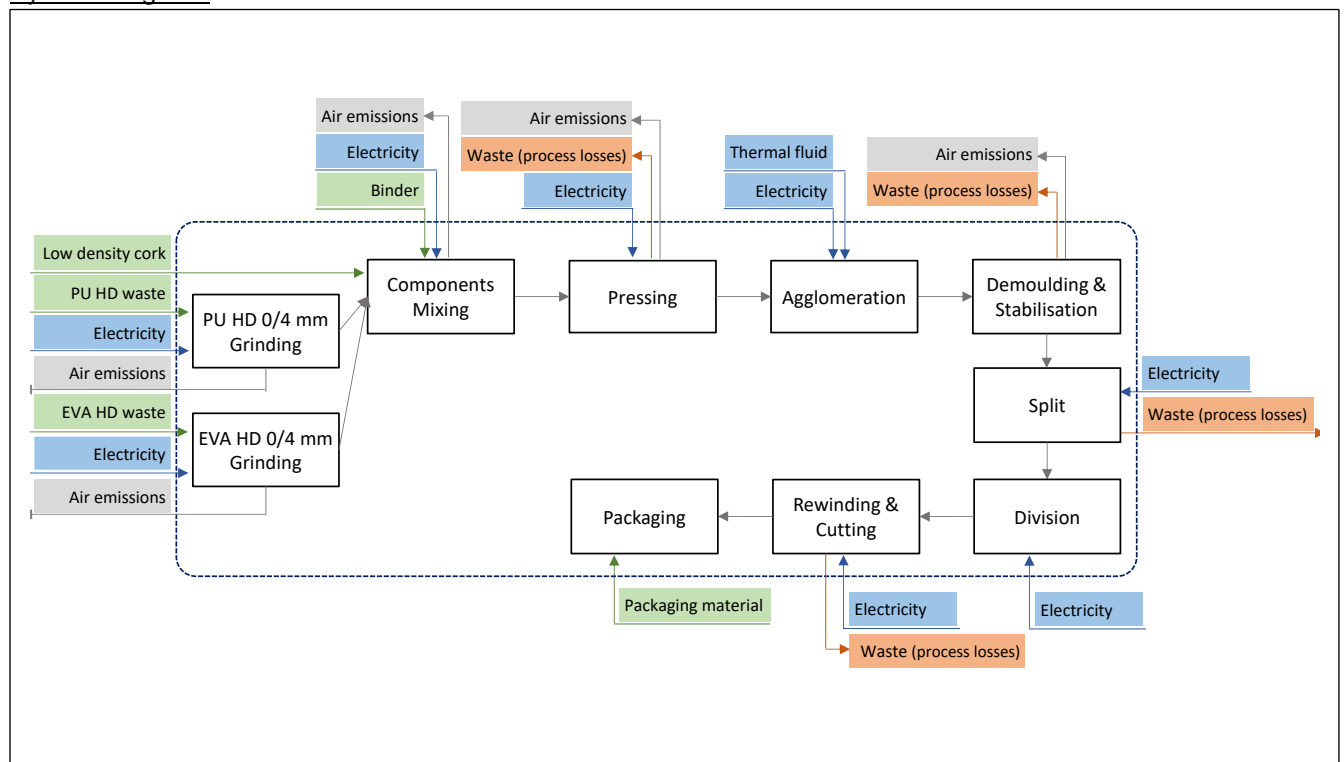 Air emissions
Electricity
Binder
Air emissions
Waste (process losses)
Electricity
Thermal fluid
Electricity
Air emissions
Waste (process losses)
Low density cork
PU HD waste
Electricity
Air emissions
EVA HD waste
Electricity
Air emissions
PU HD 0/4 mm
Grinding
EVA HD 0/4 mm
Grinding
Components
Mixing
Pressing
Agglomeration
Demoulding &
Stabilisation
Split
Electricity
Waste (process losses)
Division
Rewinding &
Cutting
Packaging
Packaging material
Electricity
Waste (process losses)
Electricity